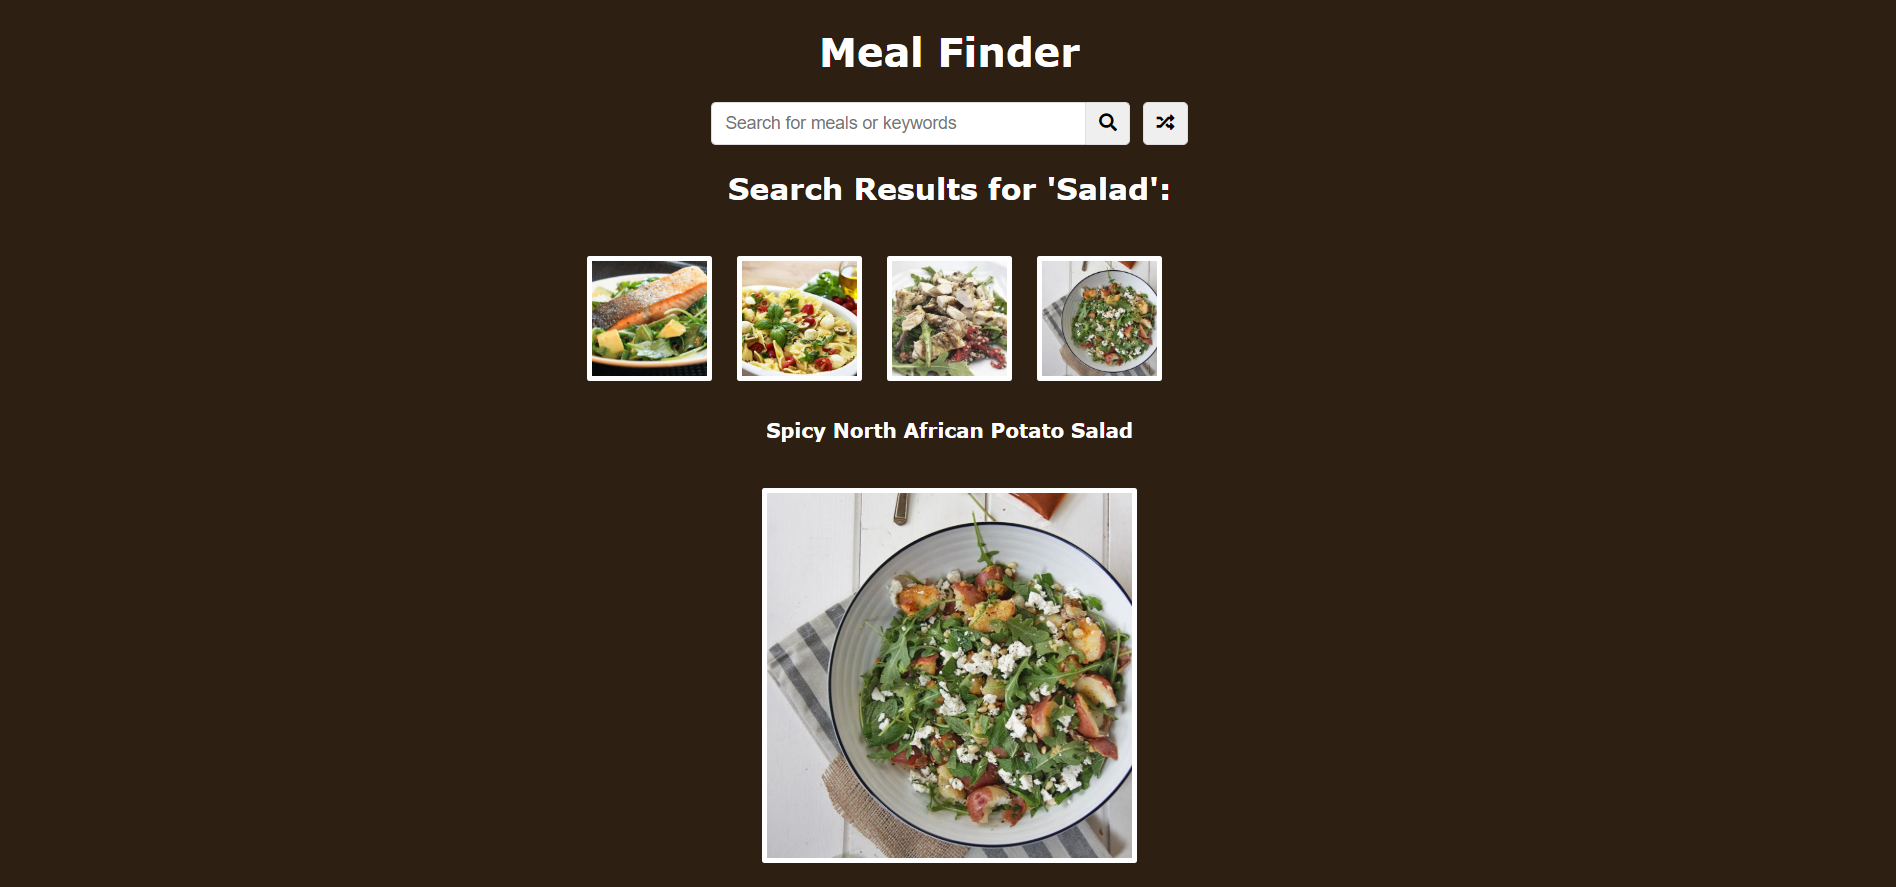 Meal Finder
Search for meals or keywords
Search Results for 'Salad':
Spicy North African Potato Salad